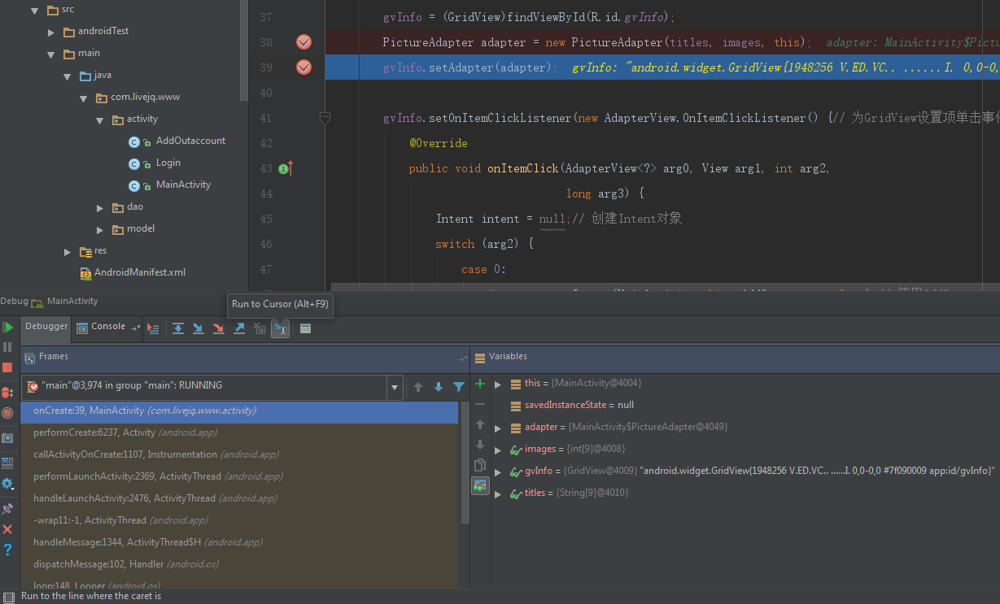 src
androidTest
main
java
com.livejq.www
activity
AddOutaccount
Login
MainActivity
dao
model
res
AndroidManifest.xml
37 gvInfo = (GridView)findViewById(R.id.gvInfo);
38 PictureAdapter adapter = new PictureAdapter(titles, images, this); adapter: MainActivity$Pictu
39 gvInfo.setAdapter(adapter); gvInfo: "android.widget.GridView{1948256 V.ED.VC.. ......I. 0,0-0,
40
41 gvInfo.setOnItemClickListener(new AdapterView.OnItemClickListener() {// 为GridView设置项单击事件
42 @Override
43 public void onItemClick(AdapterView<?> arg0, View arg1, int arg2,
44 long arg3) {
45 Intent intent = null;// 创建Intent对象
46 switch (arg2) {
47 case 0:
Debug MainActivity
Run to Cursor (Alt+F9)
Debugger Console
Frames
"main"@3,974 in group "main": RUNNING
onCreate:39, MainActivity (com.livejq.www.activity)
performCreate:6237, Activity (android.app)
callActivityOnCreate:1107, Instrumentation (android.app)
performLaunchActivity:2369, ActivityThread (android.app)
handleLaunchActivity:2476, ActivityThread (android.app)
-wrap11:-1, ActivityThread (android.app)
handleMessage:1344, ActivityThread$H (android.app)
dispatchMessage:102, Handler (android.os)
loop:148, Looper (android.os)
Variables
this = {MainActivity@4004}
savedInstanceState = null
adapter = {MainActivity$PictureAdapter@4049}
images = {int[9]@4008}
gvInfo = {GridView@4009} "android.widget.GridView{1948256 V.ED.VC.. ......I. 0,0-0,0 #7f090009 app:id/gvInfo}"
titles = {String[9]@4010}
Run to the line where the caret is